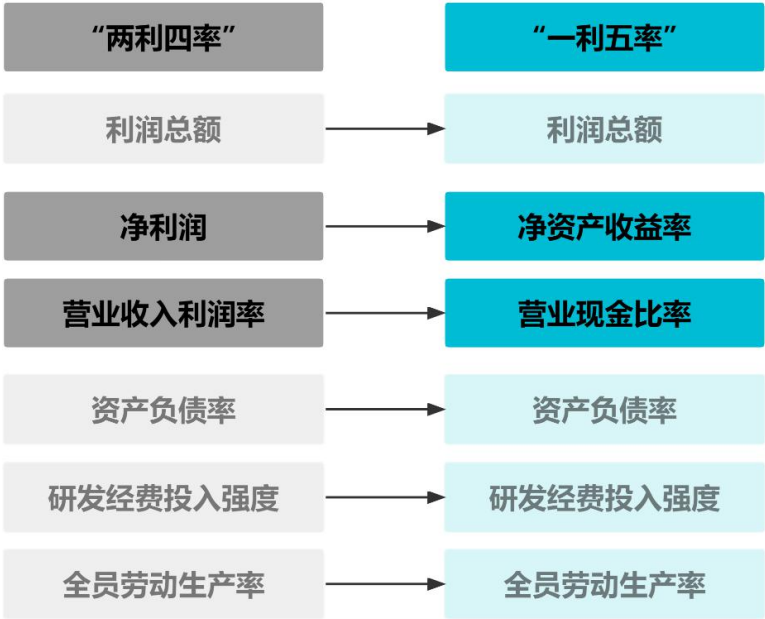 “两利四率”
“一利五率”
利润总额
利润总额
净利润
净资产收益率
营业收入利润率
营业现金比率
资产负债率
资产负债率
研发经费投入强度
研发经费投入强度
全员劳动生产率
全员劳动生产率